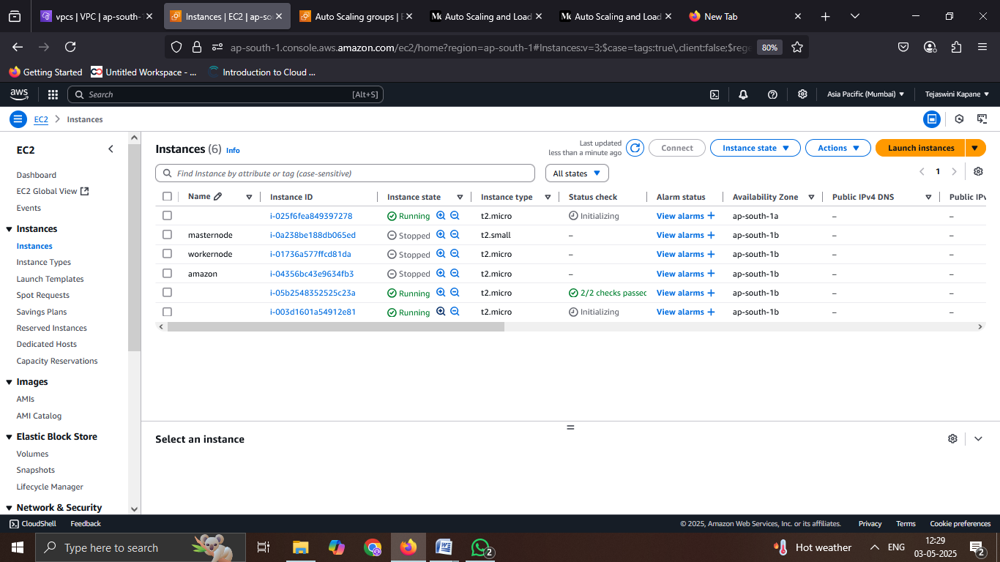 vpcs | VPC | ap-south-1
Instances | EC2 | ap-so
Auto Scaling groups | E
Auto Scaling and Load
Auto Scaling and Load
New Tab
ap-south-1.console.aws.amazon.com/ec2/home?region=ap-south-1#Instances:v=3;$case=tags:true\,client:false;$rege
80%
Getting Started
Untitled Workspace - ...
Introduction to Cloud ...
aws
Search
[Alt+S]
Asia Pacific (Mumbai)
Tejaswini Kapane
EC2
Instances
EC2
Dashboard
EC2 Global View
Events
Instances
Instances
Instance Types
Launch Templates
Spot Requests
Savings Plans
Reserved Instances
Dedicated Hosts
Capacity Reservations
Images
AMIs
AMI Catalog
Elastic Block Store
Volumes
Snapshots
Lifecycle Manager
Network & Security
Instances (6) Info
Last updated
less than a minute ago
Connect
Instance state
Actions
Launch instances
Find Instance by attribute or tag (case-sensitive)
All states
1
Name Instance ID Instance state Instance type Status check Alarm status Availability Zone Public IPv4 DNS Public IPv
i-025f6fea849397278 Running t2.micro Initializing View alarms + ap-south-1a – –
masternode i-0a238be188db065ed Stopped t2.small – View alarms + ap-south-1b – –
workernode i-01736a577ffcd81da Stopped t2.micro – View alarms + ap-south-1b – –
amazon i-04356bc43e9634fb3 Stopped t2.micro – View alarms + ap-south-1b – –
i-05b2548352525c23a Running t2.micro 2/2 checks passec View alarms + ap-south-1b – –
i-003d1601a54912e81 Running t2.micro Initializing View alarms + ap-south-1b – –
Select an instance
CloudShell
Feedback
© 2025, Amazon Web Services, Inc. or its affiliates.
Privacy
Terms
Cookie preferences
Type here to search
2
Hot weather
ENG
12:29
03-05-2025
2